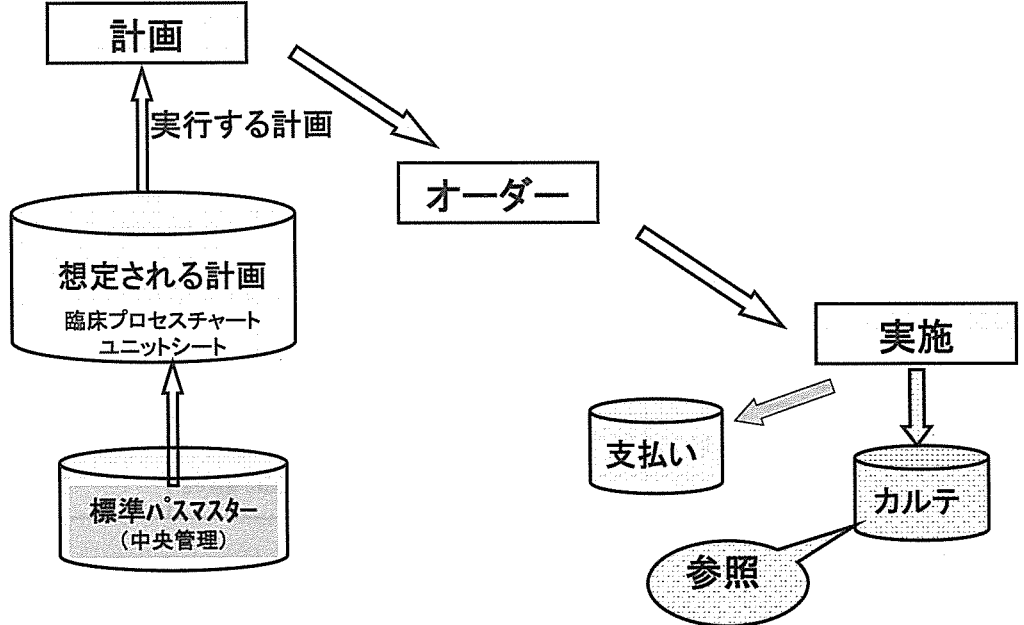 計画
実行する計画
オーダー
想定される計画
臨床プロセスチャート
ユニットシート
実施
支払い
標準パスマスター
(中央管理)
カルテ
参照